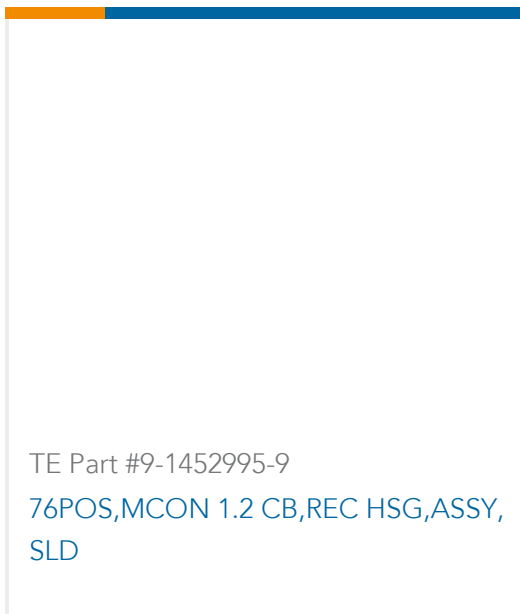 TE Part #9-1452995-9
76POS,MCON 1.2 CB,REC HSG,ASSY,
SLD